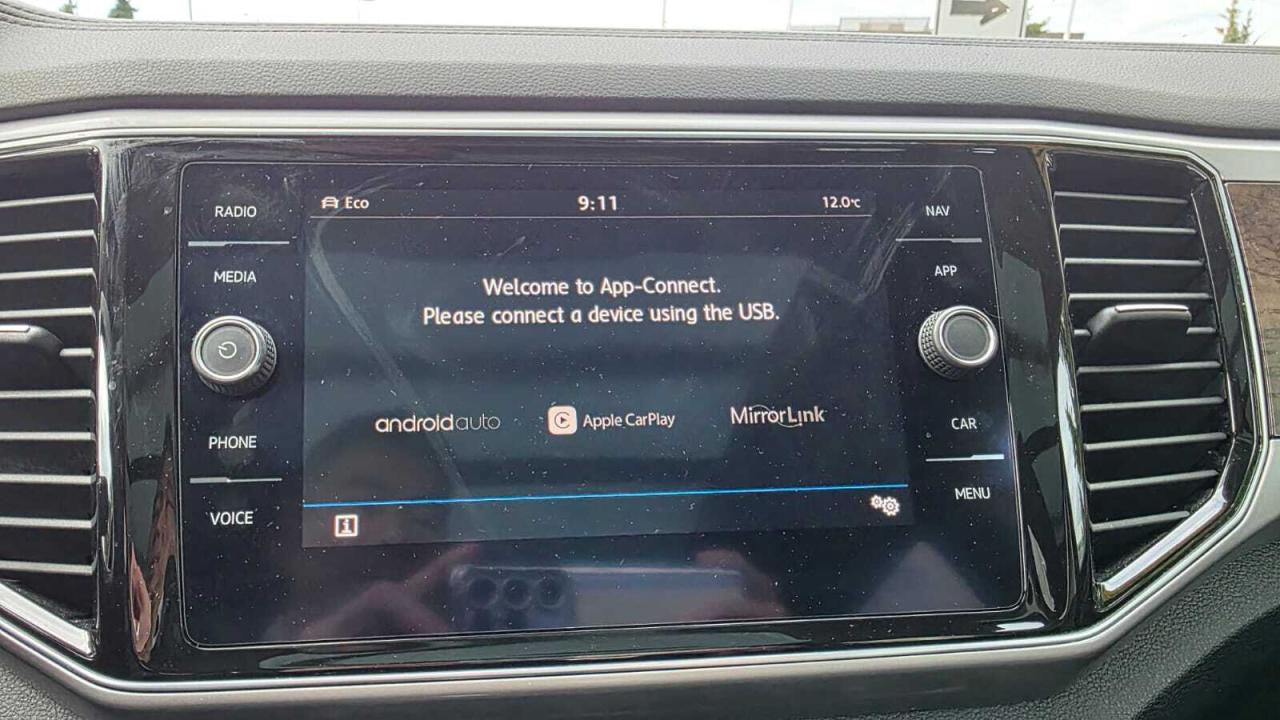 RADIO
MEDIA
PHONE
VOICE
Eco 9:11 12.0°C
Welcome to App-Connect.
Please connect a device using the USB.
androidauto Apple CarPlay MirrorLink
i
NAV
APP
CAR
MENU